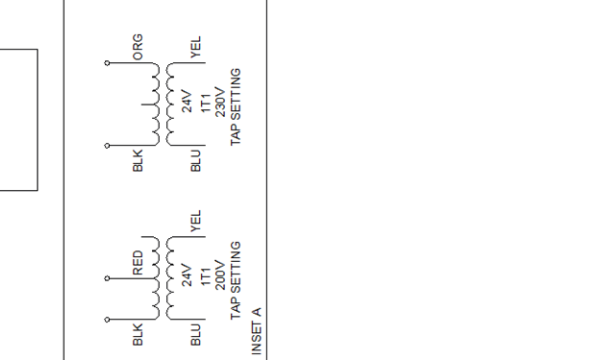 ORG
YEL
24V
1T1
230V
TAP SETTING
BLK
BLU
YEL
RED
24V
1T1
200V
TAP SETTING
BLK
BLU
INSET A